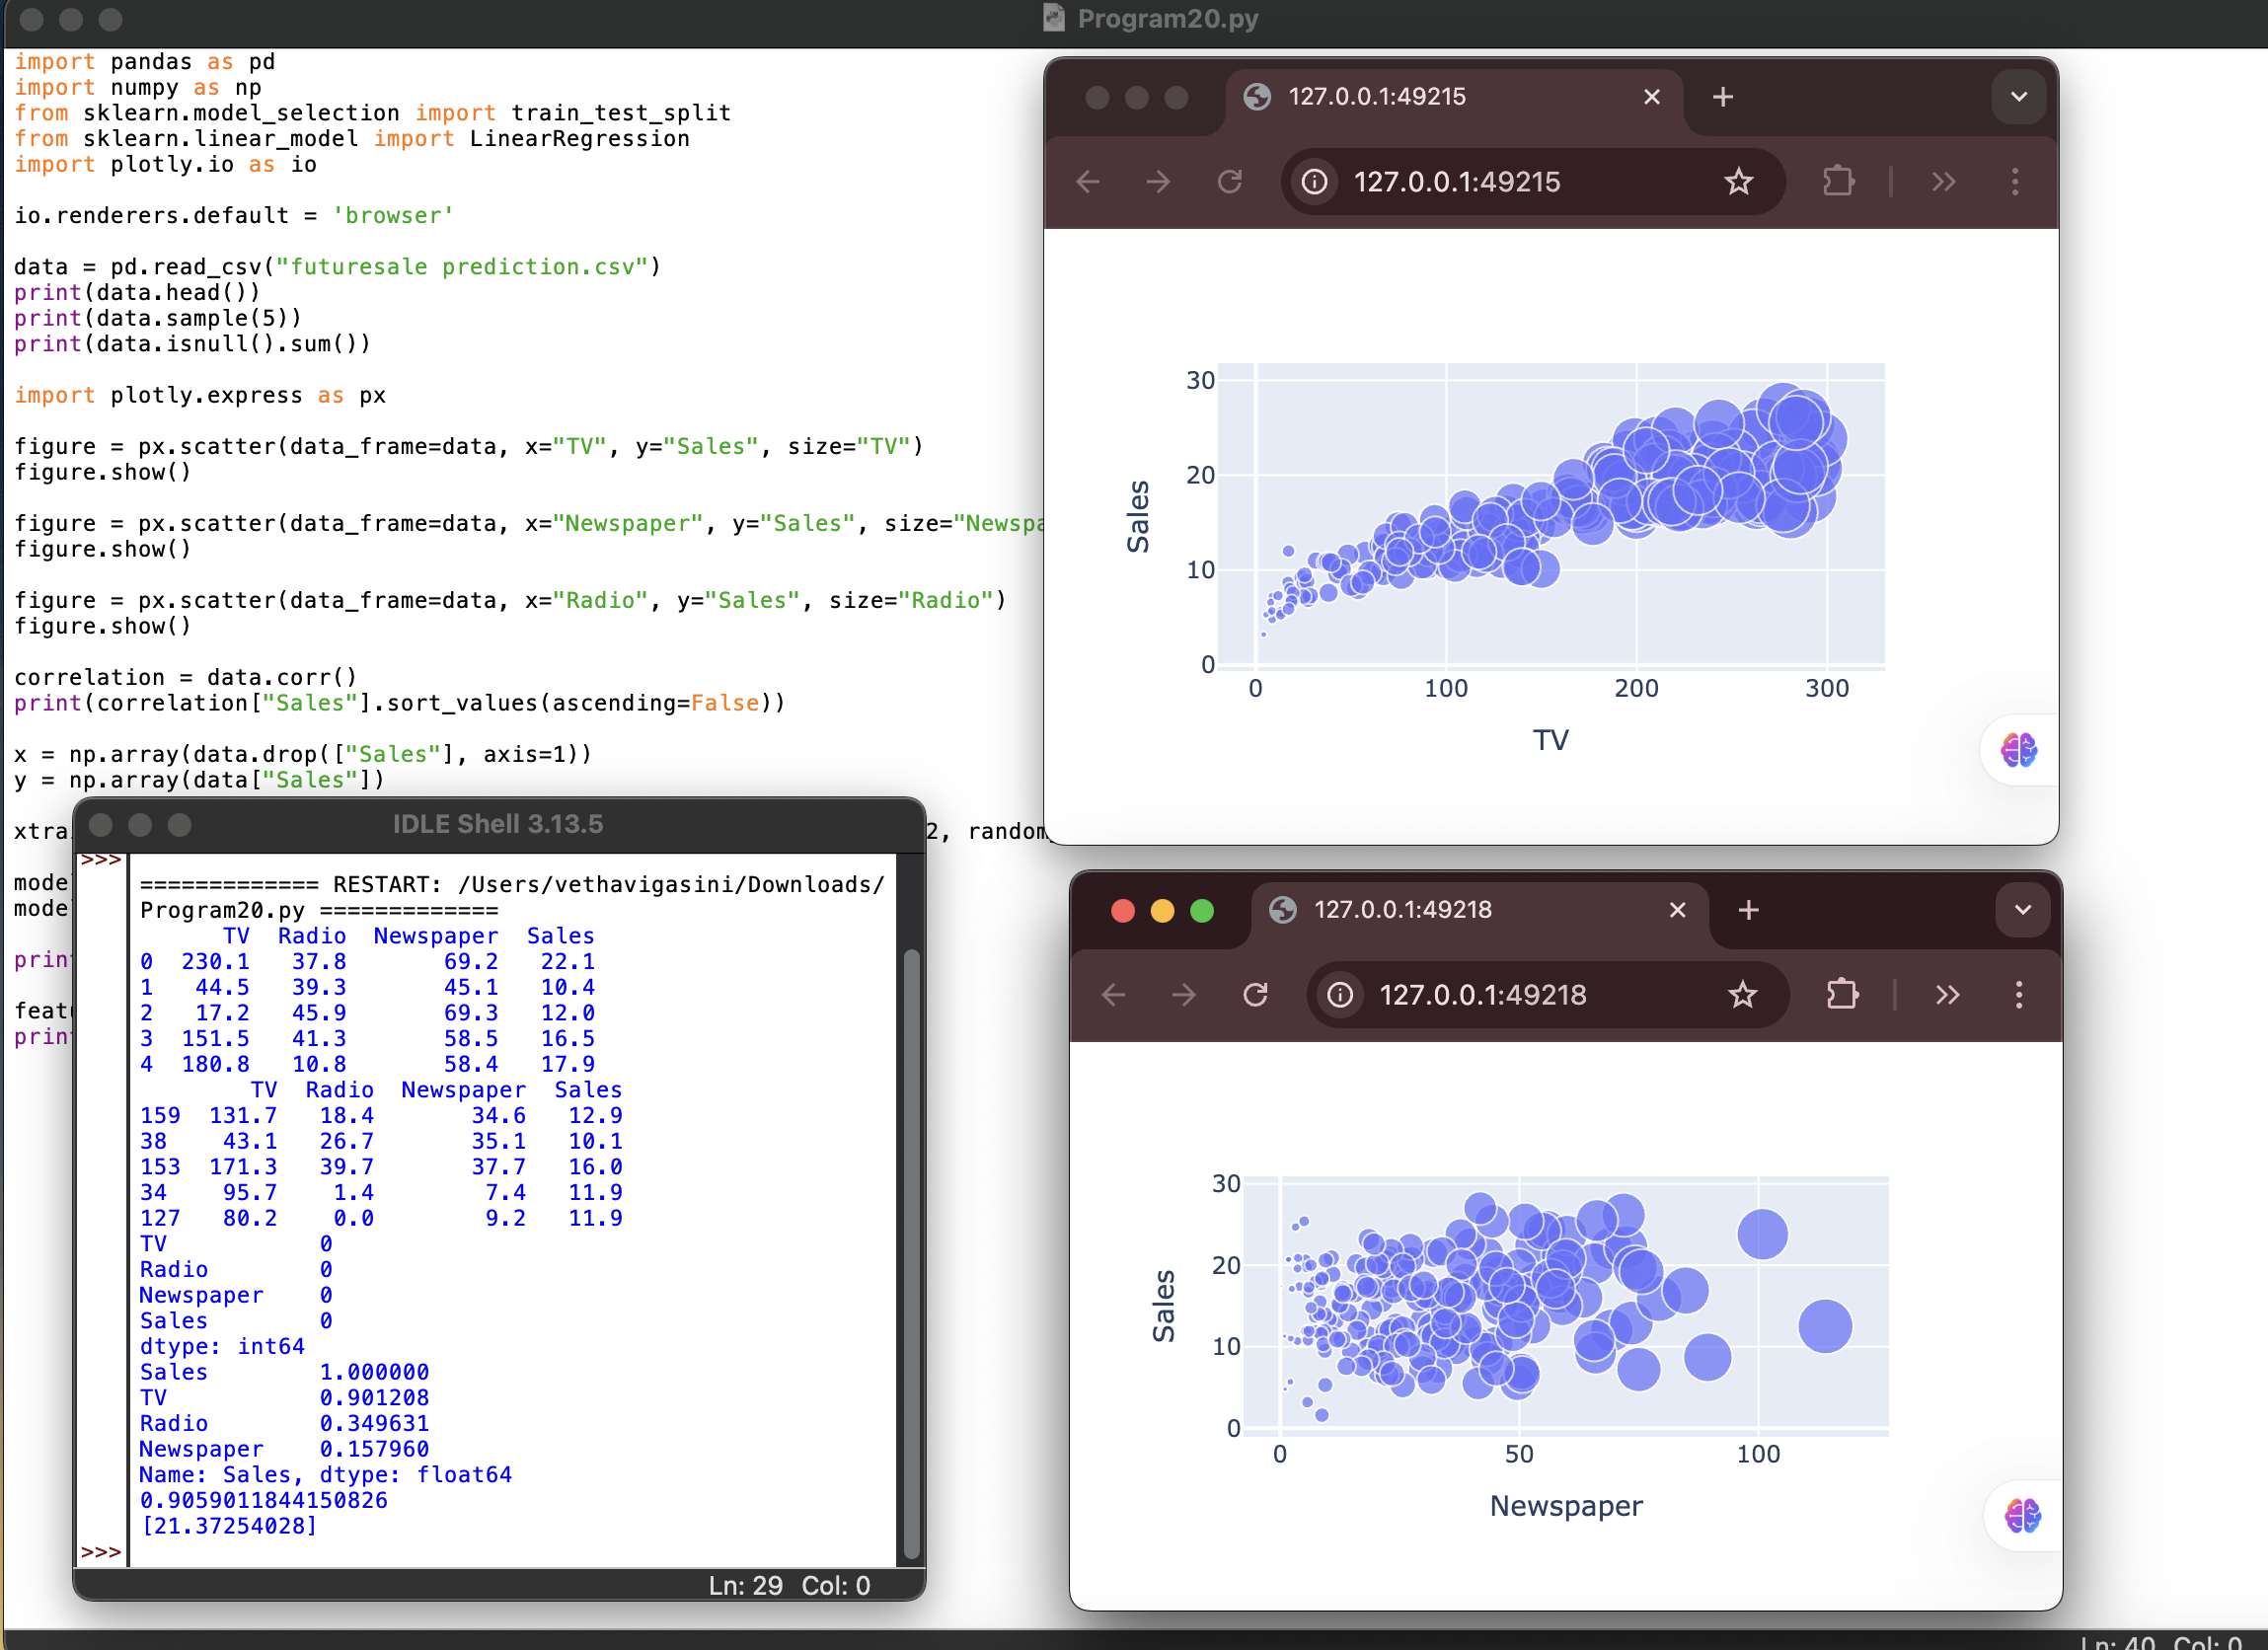 Program20.py
import pandas as pd
import numpy as np
from sklearn.model_selection import train_test_split
from sklearn.linear_model import LinearRegression
import plotly.io as io
io.renderers.default = 'browser'
data = pd.read_csv("futuresale prediction.csv")
print(data.head())
print(data.sample(5))
print(data.isnull().sum())
import plotly.express as px
figure = px.scatter(data_frame=data, x="TV", y="Sales", size="TV")
figure.show()
figure = px.scatter(data_frame=data, x="Newspaper", y="Sales", size="Newspa
figure.show()
figure = px.scatter(data_frame=data, x="Radio", y="Sales", size="Radio")
figure.show()
correlation = data.corr()
print(correlation["Sales"].sort_values(ascending=False))
x = np.array(data.drop(["Sales"], axis=1))
y = np.array(data["Sales"])
xtra 2, random
mode
mode
prin
feat
prin
IDLE Shell 3.13.5
>>>
============= RESTART: /Users/vethavigasini/Downloads/
Program20.py =============
TV Radio Newspaper Sales
0 230.1 37.8 69.2 22.1
1 44.5 39.3 45.1 10.4
2 17.2 45.9 69.3 12.0
3 151.5 41.3 58.5 16.5
4 180.8 10.8 58.4 17.9
TV Radio Newspaper Sales
159 131.7 18.4 34.6 12.9
38 43.1 26.7 35.1 10.1
153 171.3 39.7 37.7 16.0
34 95.7 1.4 7.4 11.9
127 80.2 0.0 9.2 11.9
TV 0
Radio 0
Newspaper 0
Sales 0
dtype: int64
Sales 1.000000
TV 0.901208
Radio 0.349631
Newspaper 0.157960
Name: Sales, dtype: float64
0.9059011844150826
[21.37254028]
>>>
Ln: 29 Col: 0
127.0.0.1:49215
127.0.0.1:49215
30
20
10
0
Sales
0 100 200 300
TV
127.0.0.1:49218
127.0.0.1:49218
30
20
10
0
Sales
0 50 100
Newspaper
Ln: 40 Col: 0